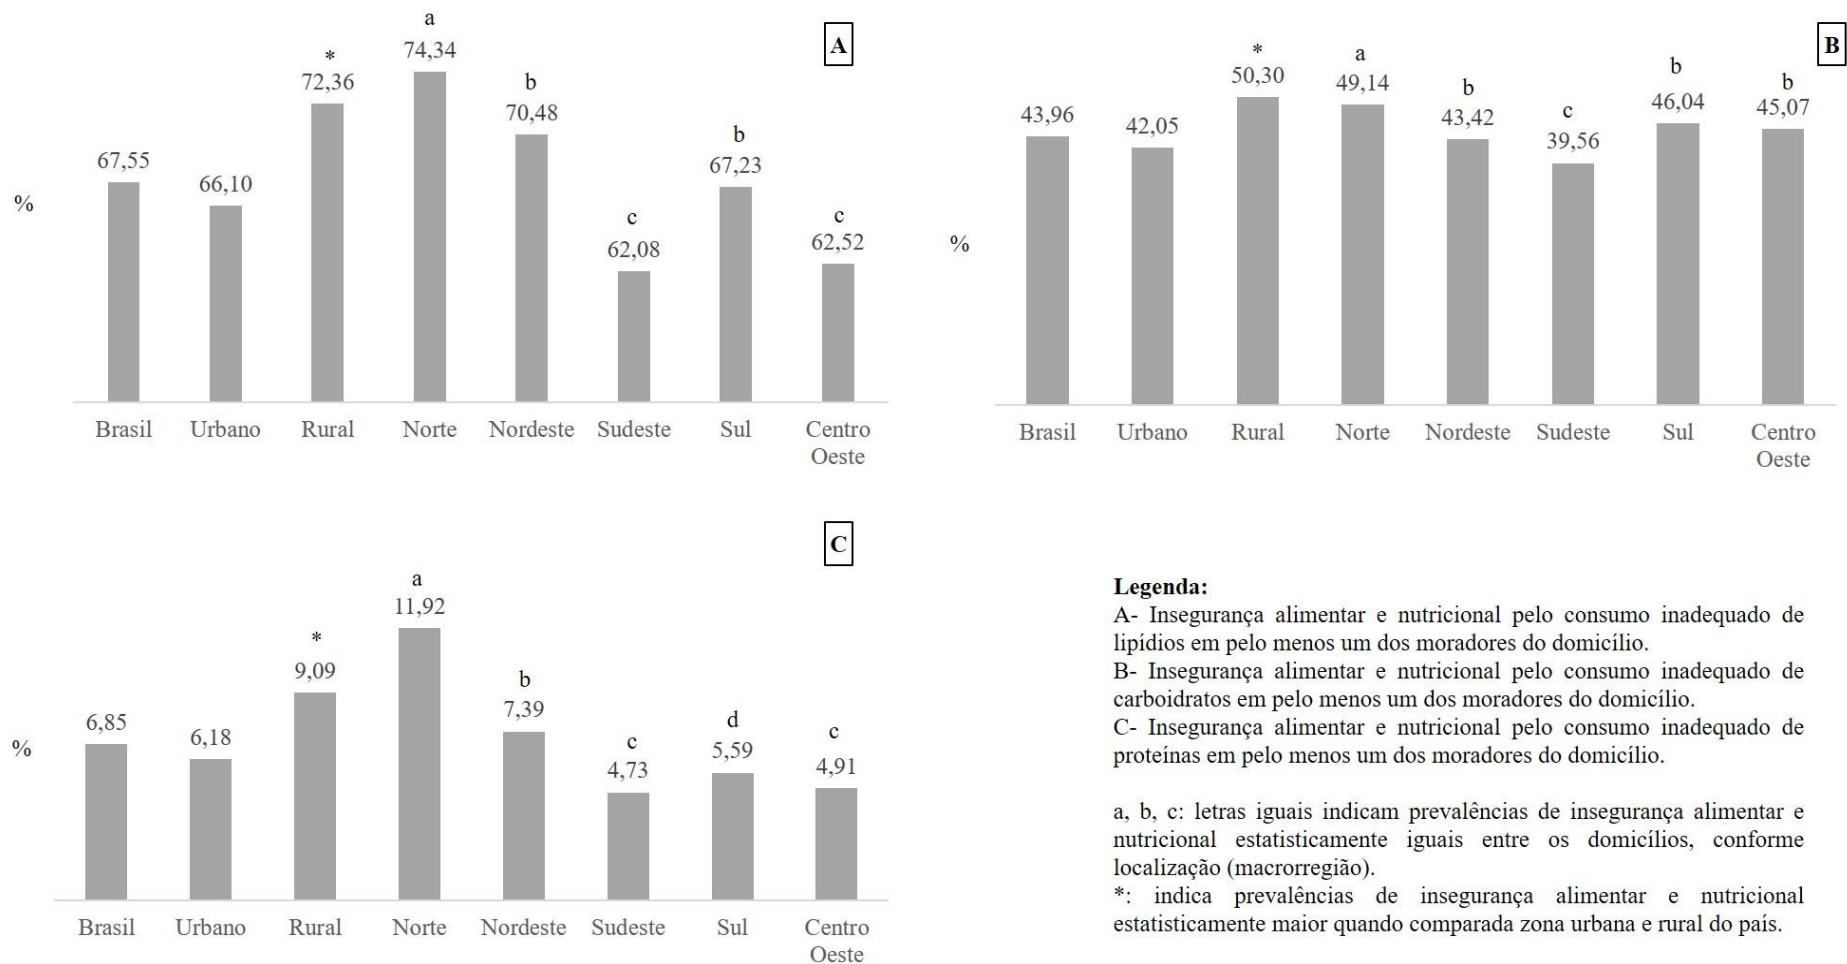 A
a
74,34
*
72,36
b
70,48
b
67,55
67,23
66,10
%
c
62,08
c
62,52
Brasil Urbano Rural Norte Nordeste Sudeste Sul Centro
Oeste
B
*
50,30
a
49,14
b
46,04
b
45,07
43,96
b
43,42
42,05
c
39,56
%
Brasil Urbano Rural Norte Nordeste Sudeste Sul Centro
Oeste
C
a
11,92
*
9,09
b
7,39
6,85
6,18
d
5,59
%
c
4,73
c
4,91
Brasil Urbano Rural Norte Nordeste Sudeste Sul Centro
Oeste
Legenda:
A- Insegurança alimentar e nutricional pelo consumo inadequado de
lipídios em pelo menos um dos moradores do domicílio.
B- Insegurança alimentar e nutricional pelo consumo inadequado de
carboidratos em pelo menos um dos moradores do domicílio.
C- Insegurança alimentar e nutricional pelo consumo inadequado de
proteínas em pelo menos um dos moradores do domicílio.
a, b, c: letras iguais indicam prevalências de insegurança alimentar e
nutricional estatisticamente iguais entre os domicílios, conforme
localização (macrorregião).
*: indica prevalências de insegurança alimentar e nutricional
estatisticamente maior quando comparada zona urbana e rural do país.